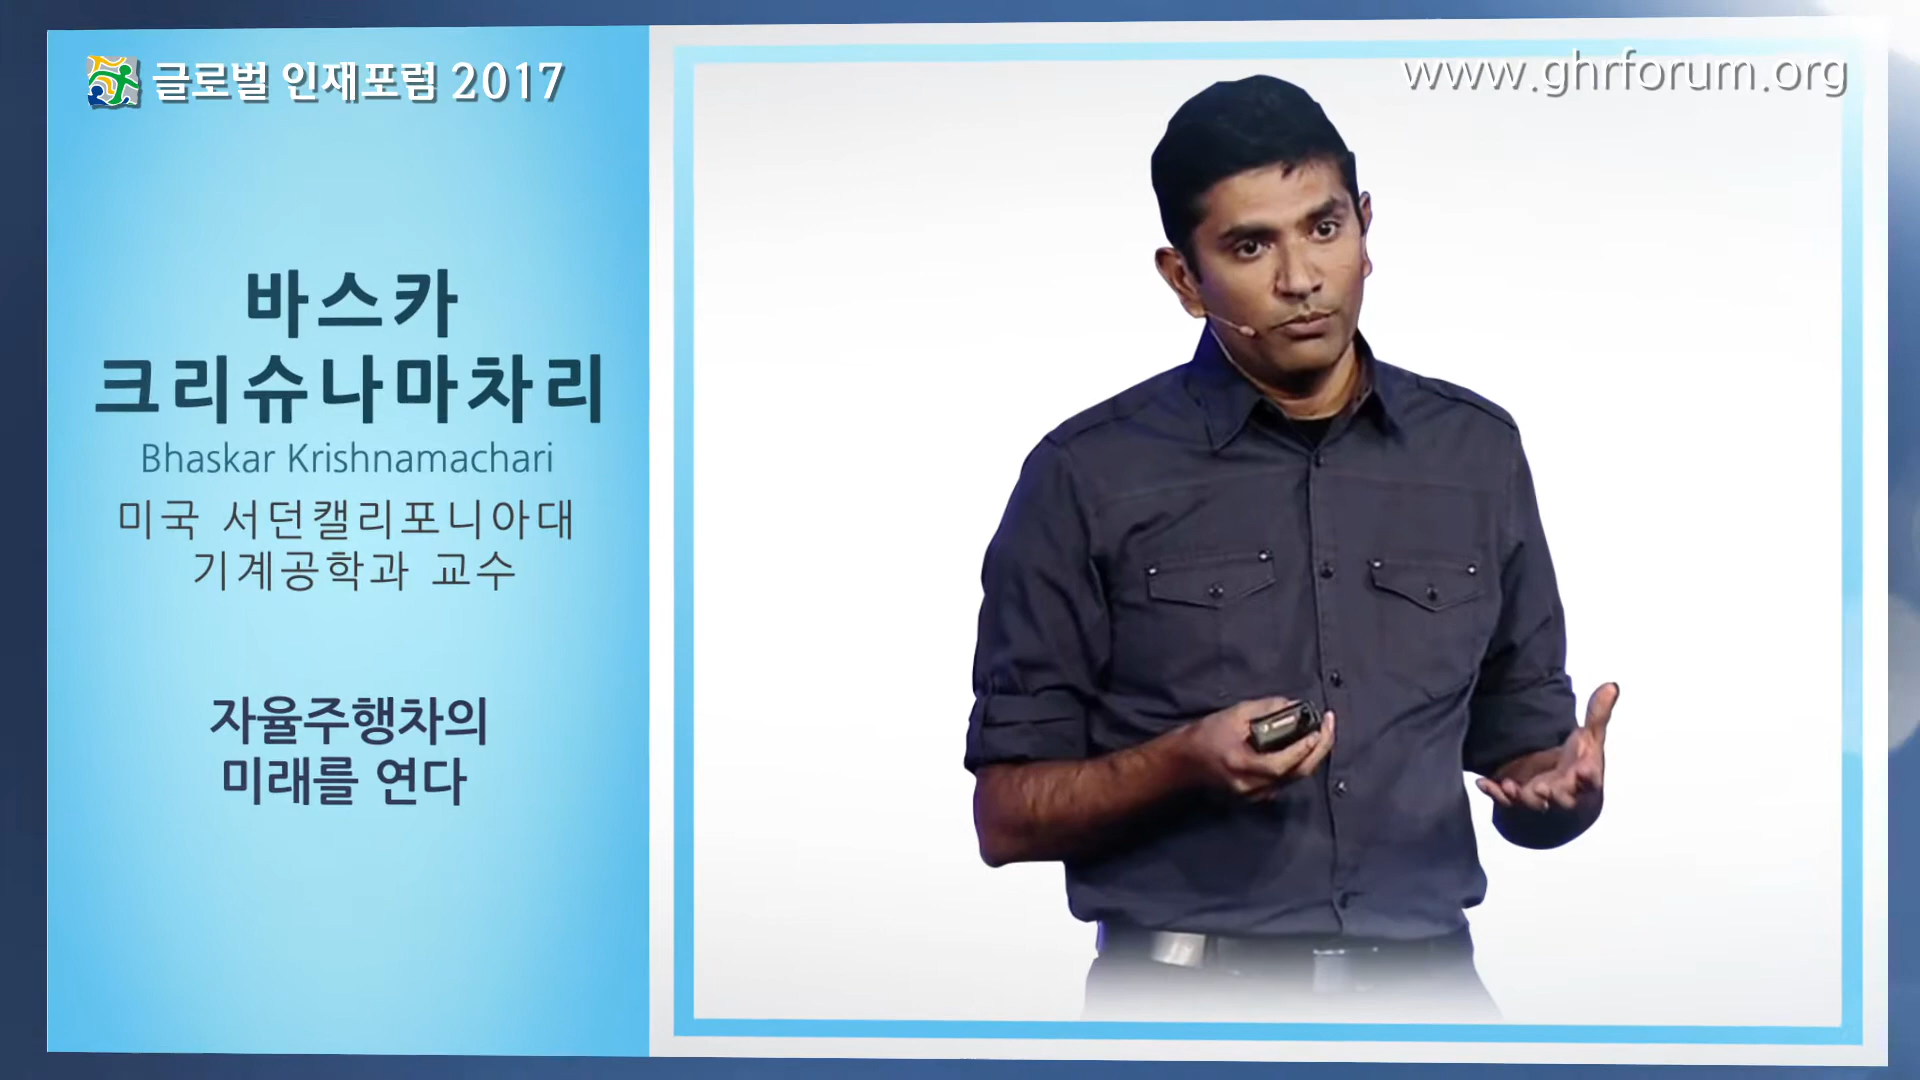 글로벌 인재포럼 2017
www.ghrforum.org
바스카
크리슈나마차리
Bhaskar Krishnamachari
미국 서던캘리포니아대
기계공학과 교수
자율주행차의
미래를 연다